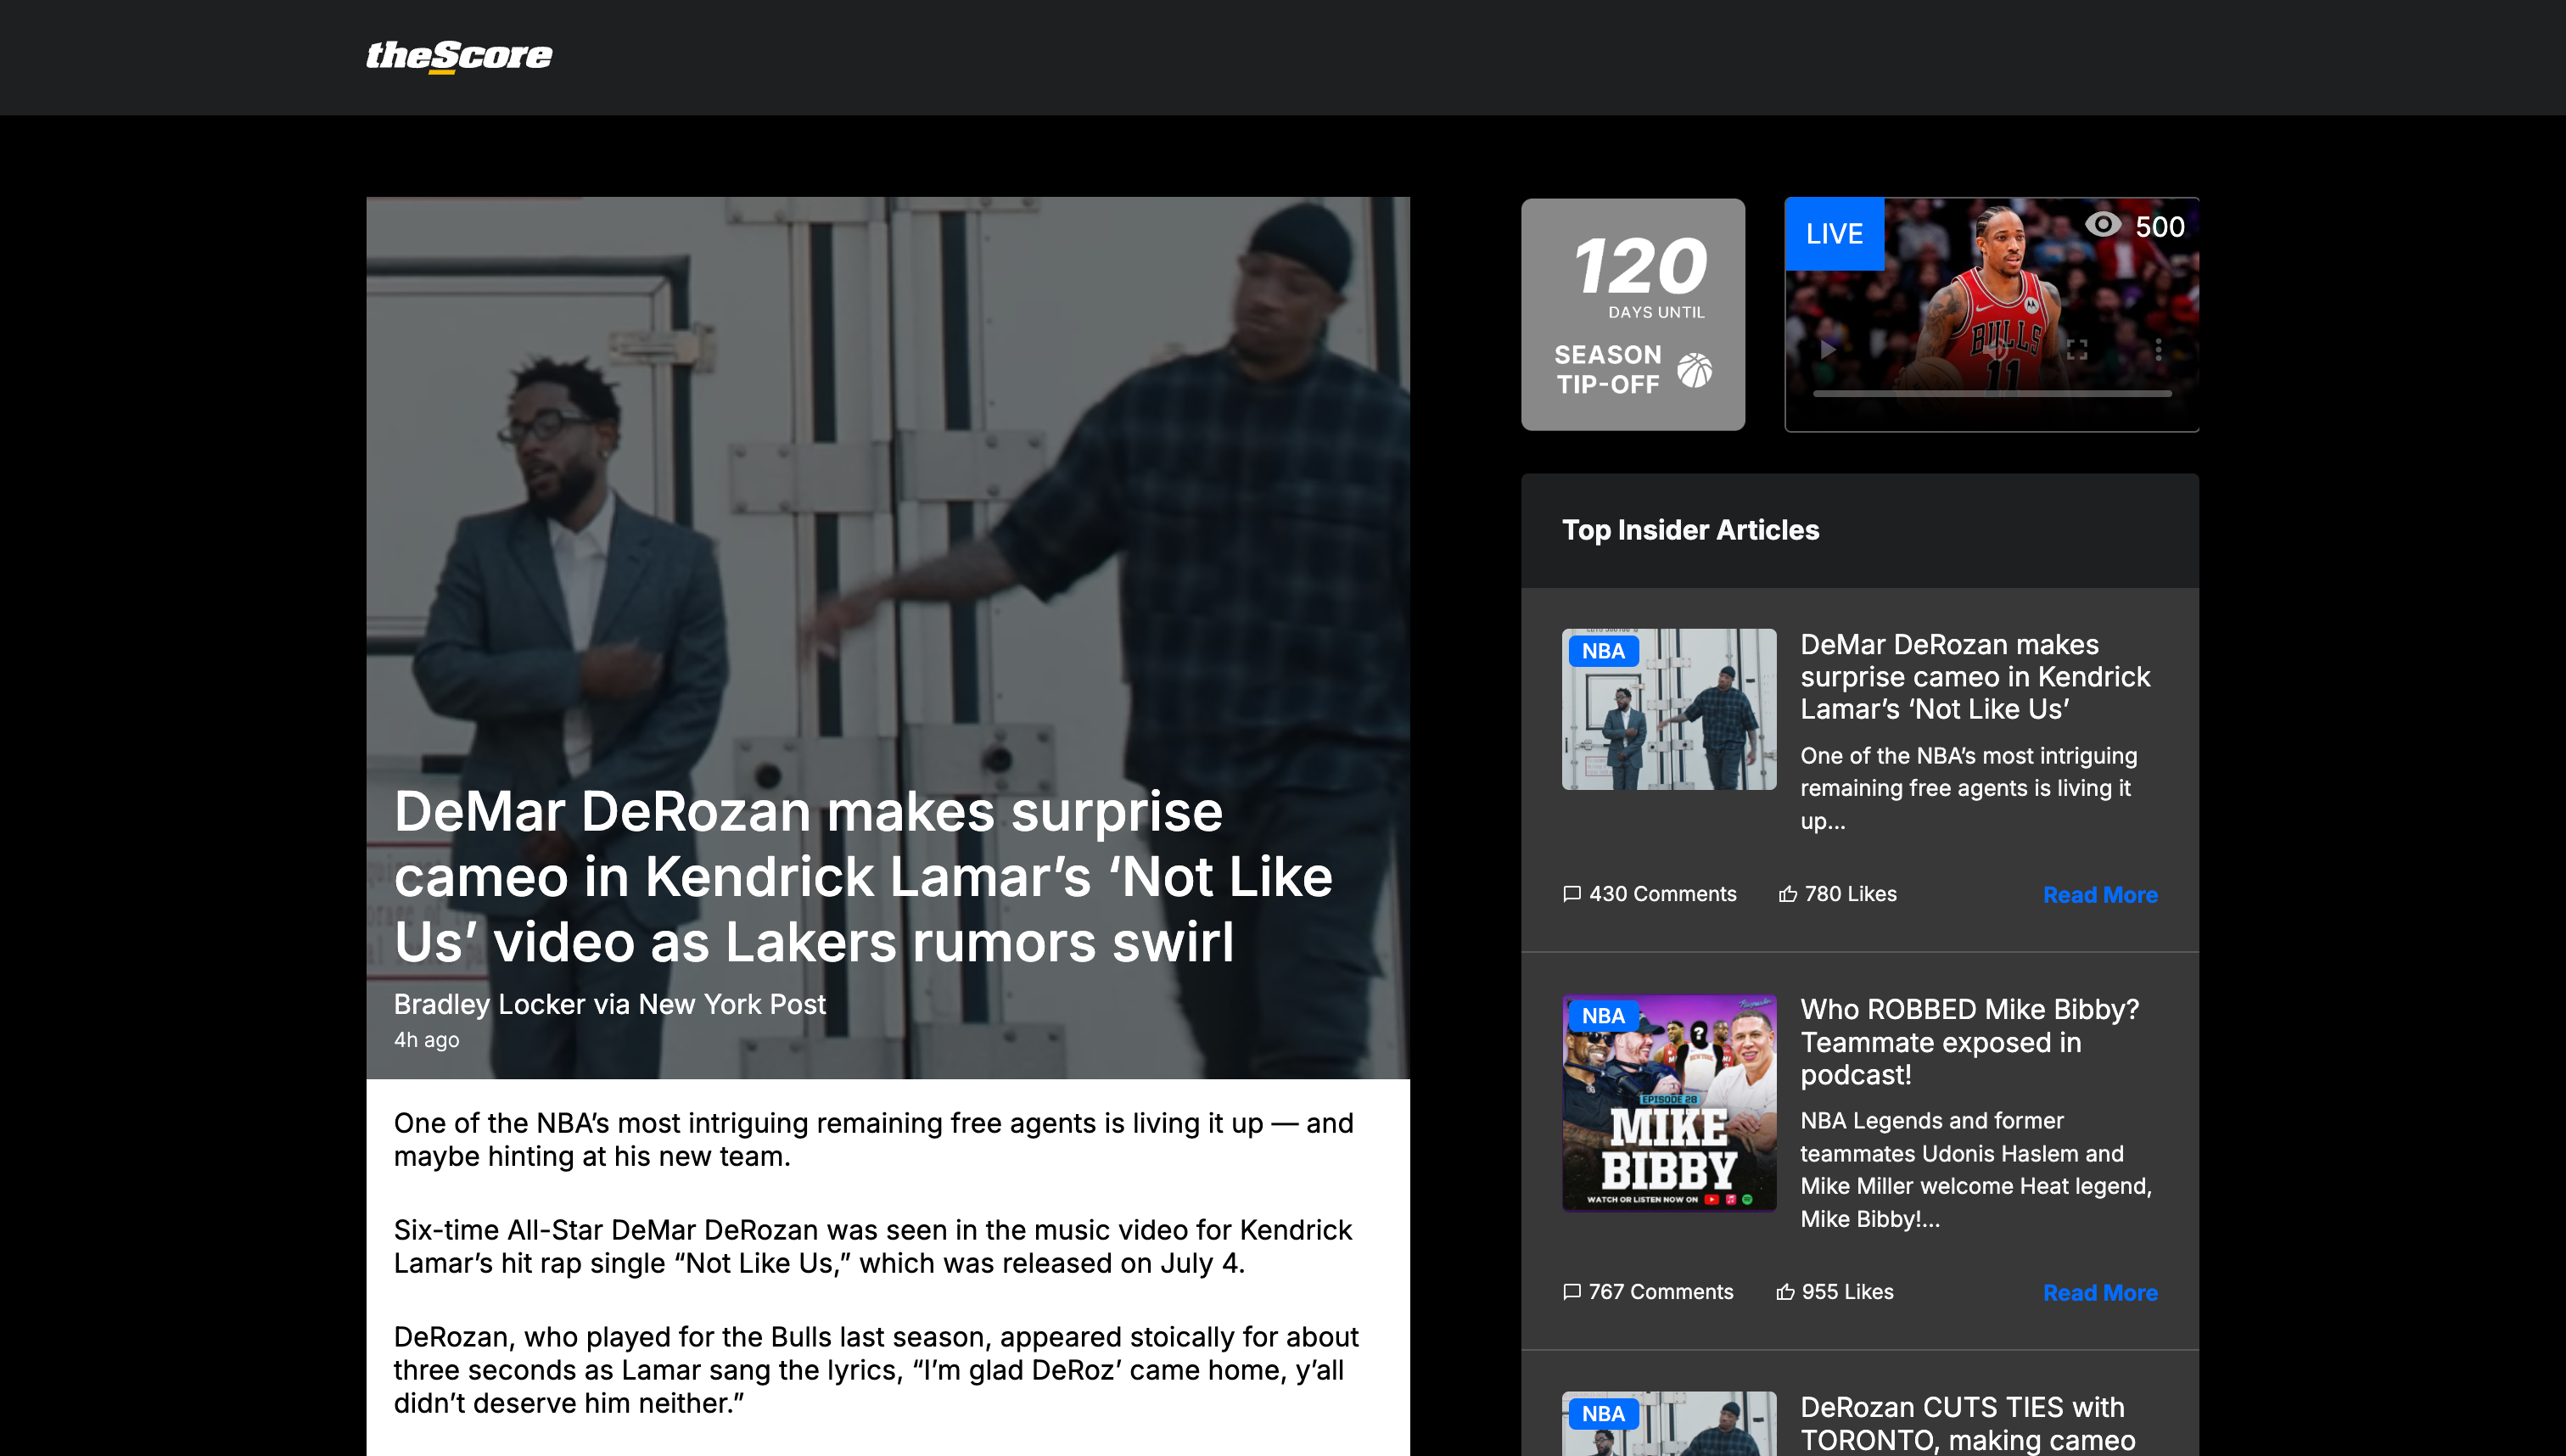 theScore
DeMar DeRozan makes surprise
cameo in Kendrick Lamar’s ‘Not Like
Us’ video as Lakers rumors swirl
Bradley Locker via New York Post
4h ago
One of the NBA’s most intriguing remaining free agents is living it up — and
maybe hinting at his new team.
Six-time All-Star DeMar DeRozan was seen in the music video for Kendrick
Lamar’s hit rap single “Not Like Us,” which was released on July 4.
DeRozan, who played for the Bulls last season, appeared stoically for about
three seconds as Lamar sang the lyrics, “I’m glad DeRoz’ came home, y’all
didn’t deserve him neither.”
120
DAYS UNTIL
SEASON
TIP-OFF
LIVE
500
BULLS
11
Top Insider Articles
NBA
DeMar DeRozan makes
surprise cameo in Kendrick
Lamar’s ‘Not Like Us’
One of the NBA’s most intriguing
remaining free agents is living it
up...
430 Comments
780 Likes
Read More
NBA
EPISODE 28
MIKE
BIBBY
WATCH OR LISTEN NOW ON
Who ROBBED Mike Bibby?
Teammate exposed in
podcast!
NBA Legends and former
teammates Udonis Haslem and
Mike Miller welcome Heat legend,
Mike Bibby!...
767 Comments
955 Likes
Read More
NBA
DeRozan CUTS TIES with
TORONTO, making cameo